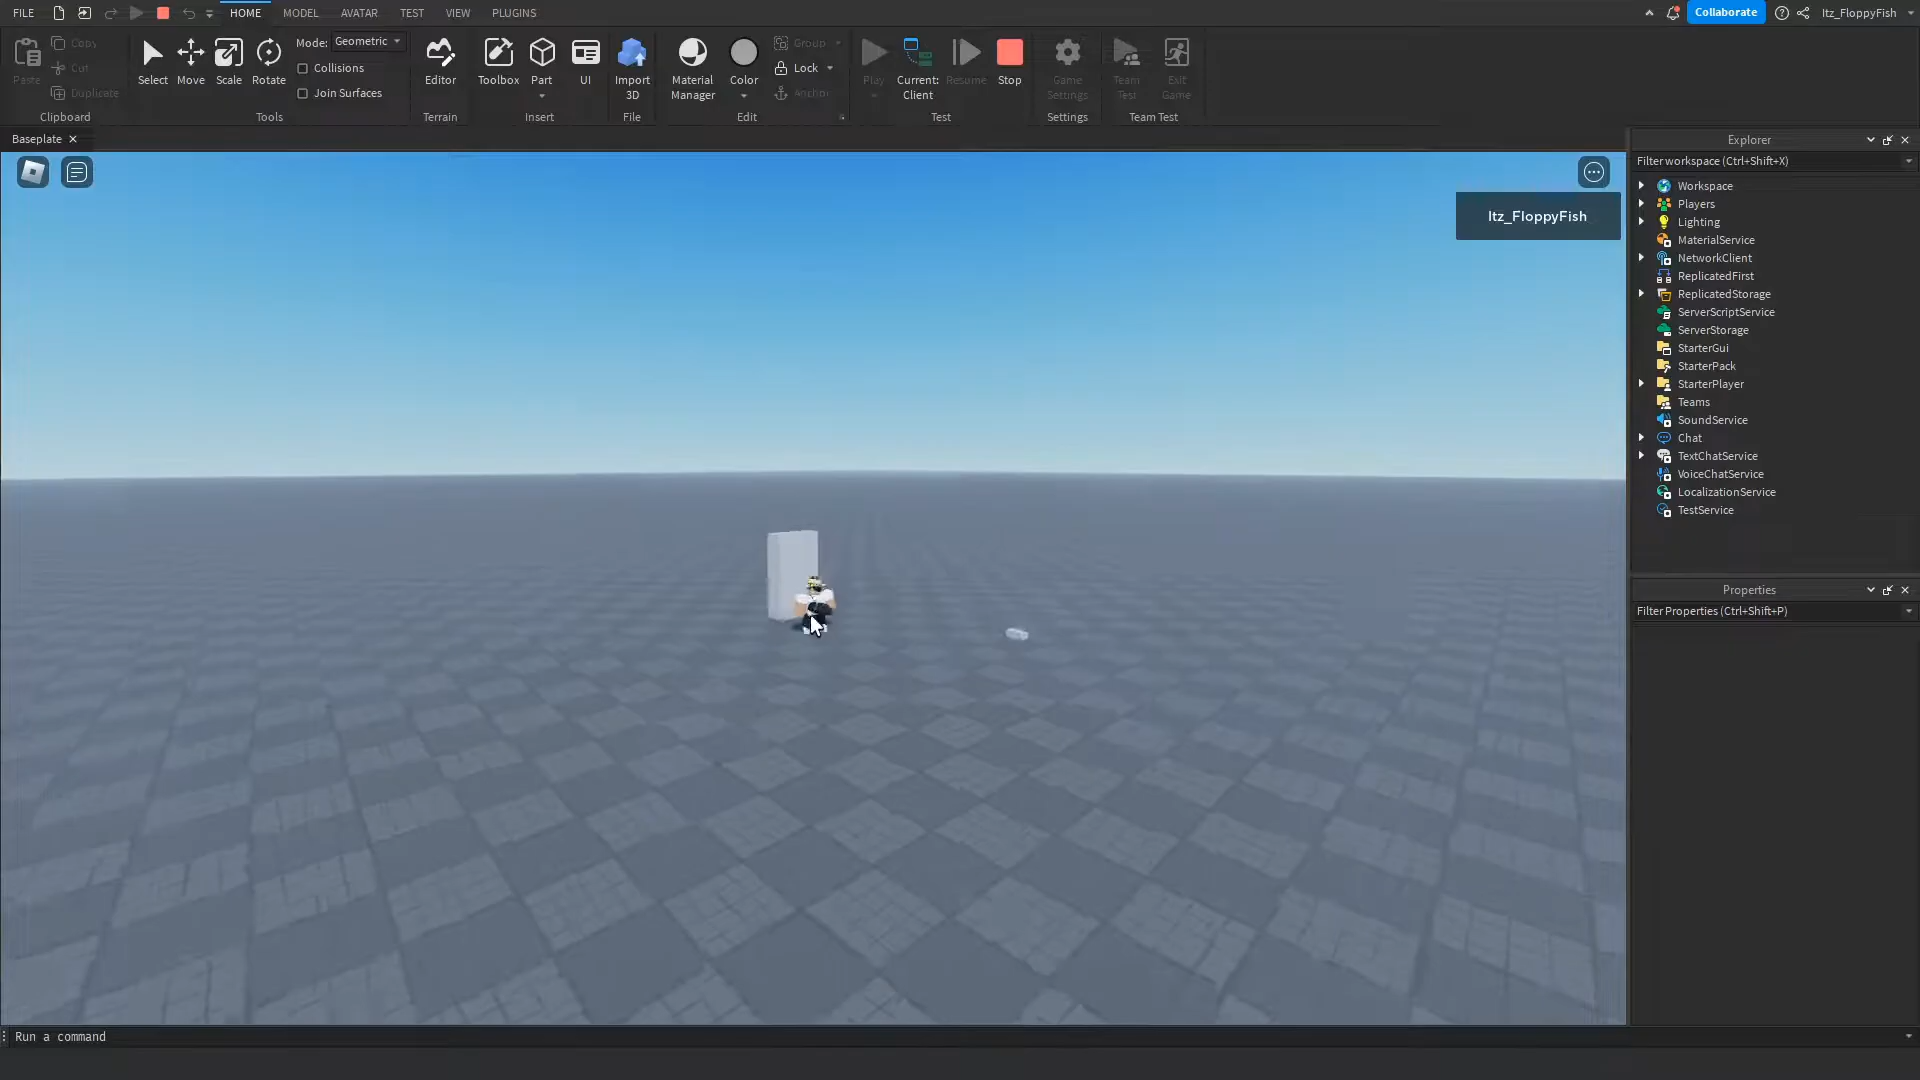 FILE HOME MODEL AVATAR TEST VIEW PLUGINS Collaborate Itz_FloppyFish
Paste Copy Cut Duplicate
Clipboard
Select Move Scale Rotate
Mode: Geometric
Collisions
Join Surfaces
Tools
Editor
Terrain
Toolbox Part UI
Insert
Import 3D
File
Material Manager Color Group Lock Anchor
Edit
Play Current: Client Resume Stop
Test
Game Settings
Settings
Team Test Exit Game
Team Test
Baseplate
Itz_FloppyFish
Explorer
Filter workspace (Ctrl+Shift+X)
Workspace
Players
Lighting
MaterialService
NetworkClient
ReplicatedFirst
ReplicatedStorage
ServerScriptService
ServerStorage
StarterGui
StarterPack
StarterPlayer
Teams
SoundService
Chat
TextChatService
VoiceChatService
LocalizationService
TestService
Properties
Filter Properties (Ctrl+Shift+P)
Run a command